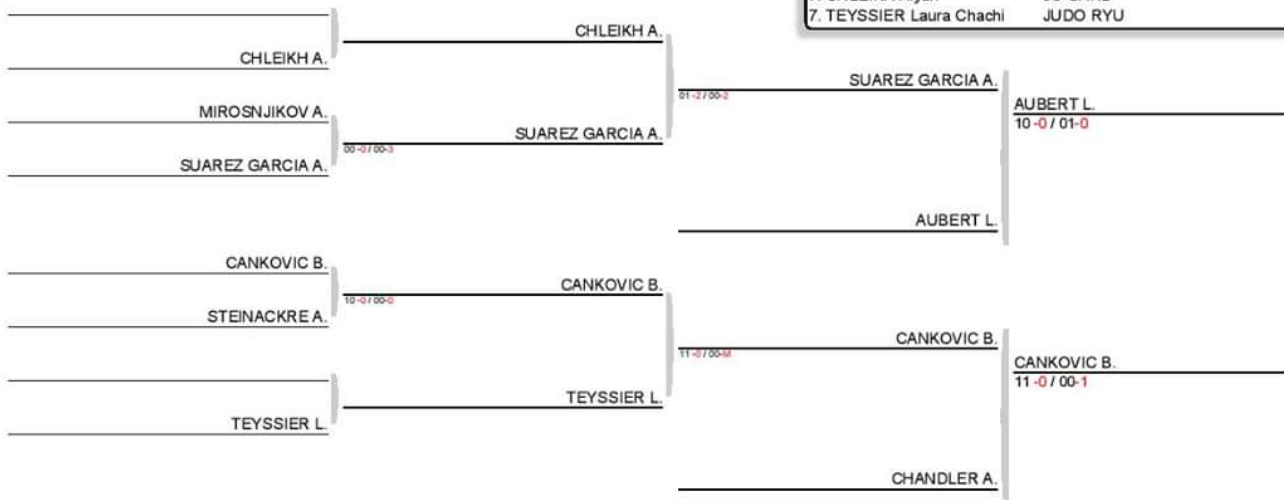 7. TEYSSIER Laura Chachi JUDO RYU
CHLEIKH A.
CHLEIKH A.
MIROSNJIKOV A.
SUAREZ GARCIA A.
00-0 / 00-3
SUAREZ GARCIA A.
SUAREZ GARCIA A.
01-2 / 00-2
AUBERT L.
AUBERT L.
10 -0 / 01-0
CANKOVIC B.
STEINACKRE A.
CANKOVIC B.
10-0 / 00-0
TEYSSIER L.
TEYSSIER L.
CANKOVIC B.
11-0 / 00-M
CHANDLER A.
CANKOVIC B.
11 -0 / 00-1